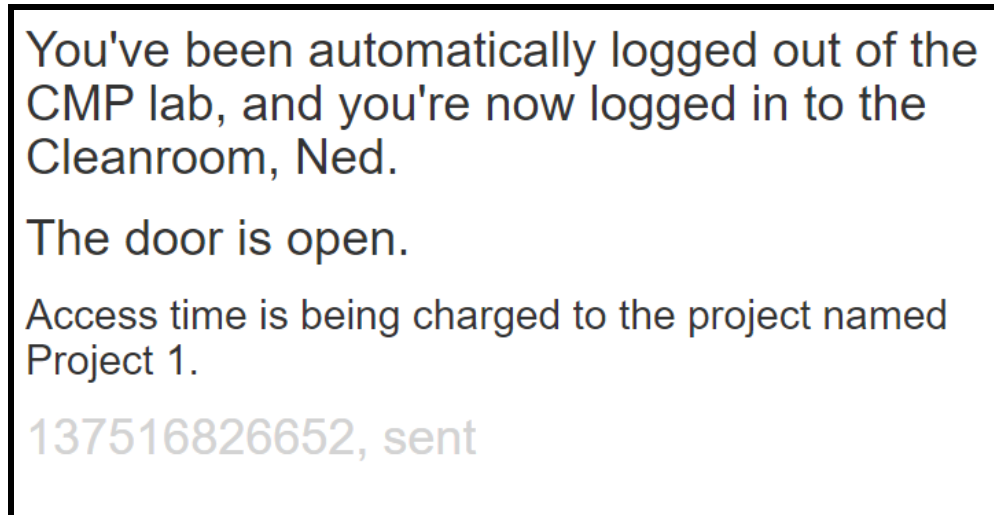 You've been automatically logged out of the
CMP lab, and you're now logged in to the
Cleanroom, Ned.
The door is open.
Access time is being charged to the project named
Project 1.
137516826652, sent